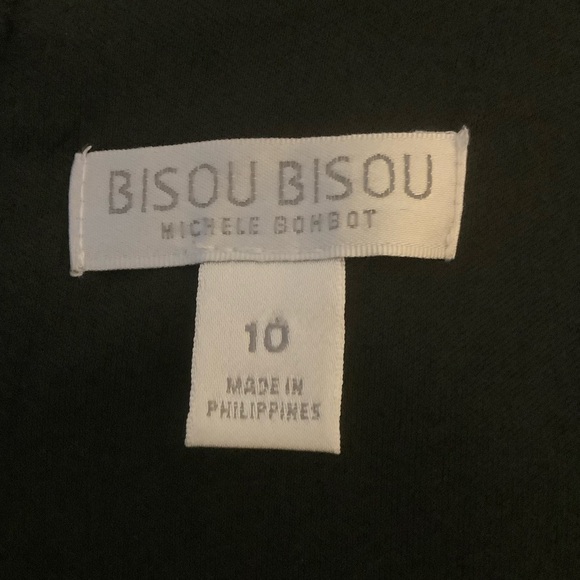 BISOU BISOU
MICHELE BOHBOT
10
MADE IN
PHILIPPINES